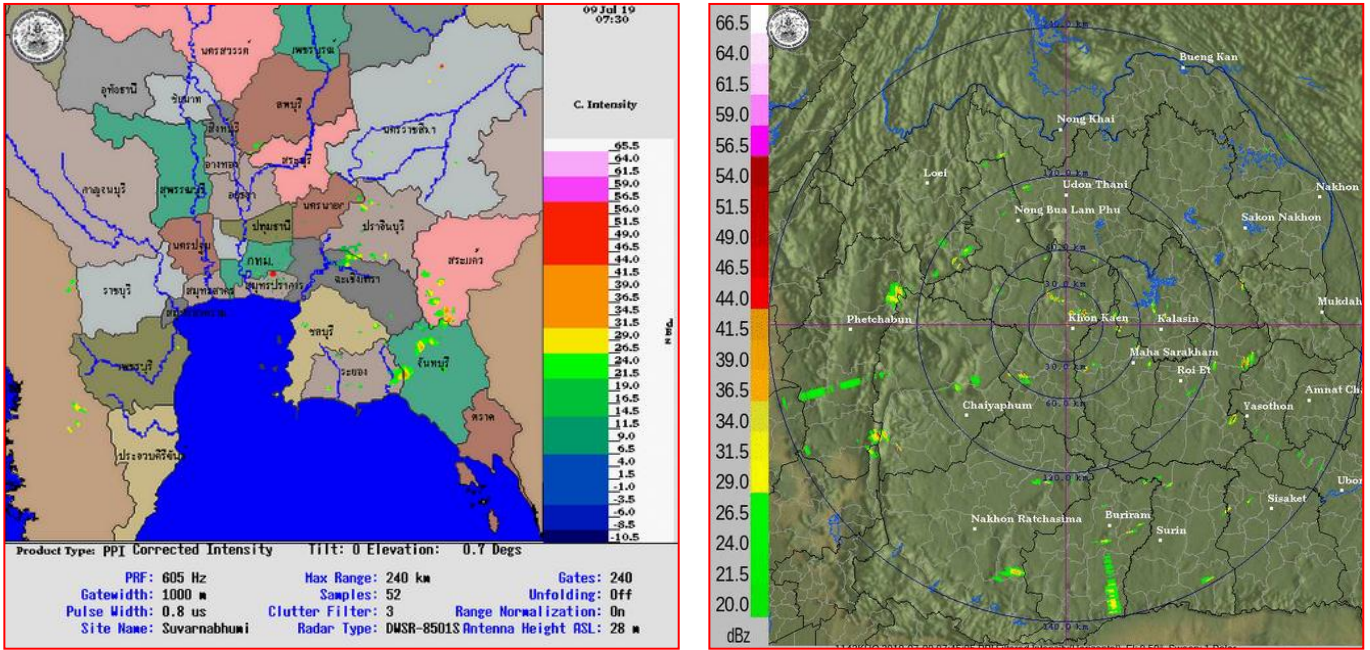 09 Jul 19
07:30
นครสวรรค์
เพชรบูรณ์
อุทัยธานี
ชัยนาท
ลพบุรี
สิงห์บุรี
นครราชสีมา
สระบุรี
อ่างทอง
กาญจนบุรี
สุพรรณบุรี
อยุธยา
นครนายก
ปราจีนบุรี
ปทุมธานี
นครปฐม
กทม.
สระแก้ว
ฉะเชิงเทรา
ราชบุรี
สมุทรสาคร
สมุทรปราการ
ชลบุรี
เพชรบุรี
ระยอง
จันทบุรี
ตราด
ประจวบคีรีขันธ์
C. Intensity
65.5
64.0
61.5
59.0
56.5
56.0
51.5
49.0
46.5
44.0
41.5
39.0
36.5
34.5
31.5
29.0
26.5
24.0
21.5
19.0
16.5
14.5
11.5
9.0
6.5
4.0
1.5
-1.0
-3.5
-6.0
-8.5
-10.5
Product Type: PPI Corrected Intensity Tilt: 0 Elevation: 0.7 Degs
PRF: 605 Hz Max Range: 240 km Gates: 240
Gatewidth: 1000 m Samples: 52 Unfolding: Off
Pulse Width: 0.8 us Clutter Filter: 3 Range Normalization: On
Site Name: Suvarnabhumi Radar Type: DWSR-8501S Antenna Height ASL: 28 m
66.5
64.0
61.5
59.0
56.5
54.0
51.5
49.0
46.5
44.0
41.5
39.0
36.5
34.0
31.5
29.0
26.5
24.0
21.5
20.0
dBz
Bueng Kan
Nong Khai
Loei
Udon Thani
Nakhon
Nong Bua Lam Phu
Sakon Nakhon
60.0 km
30.0 km
Mukdah
Phetchabun
Khon Kaen
Kalasin
Maha Sarakham
30.0 km
Roi Et
Amnat Cha
60.0 km
Chaiyaphum
Yasothon
Ubon
Sisaket
Nakhon Ratchasima
Buriram
Surin